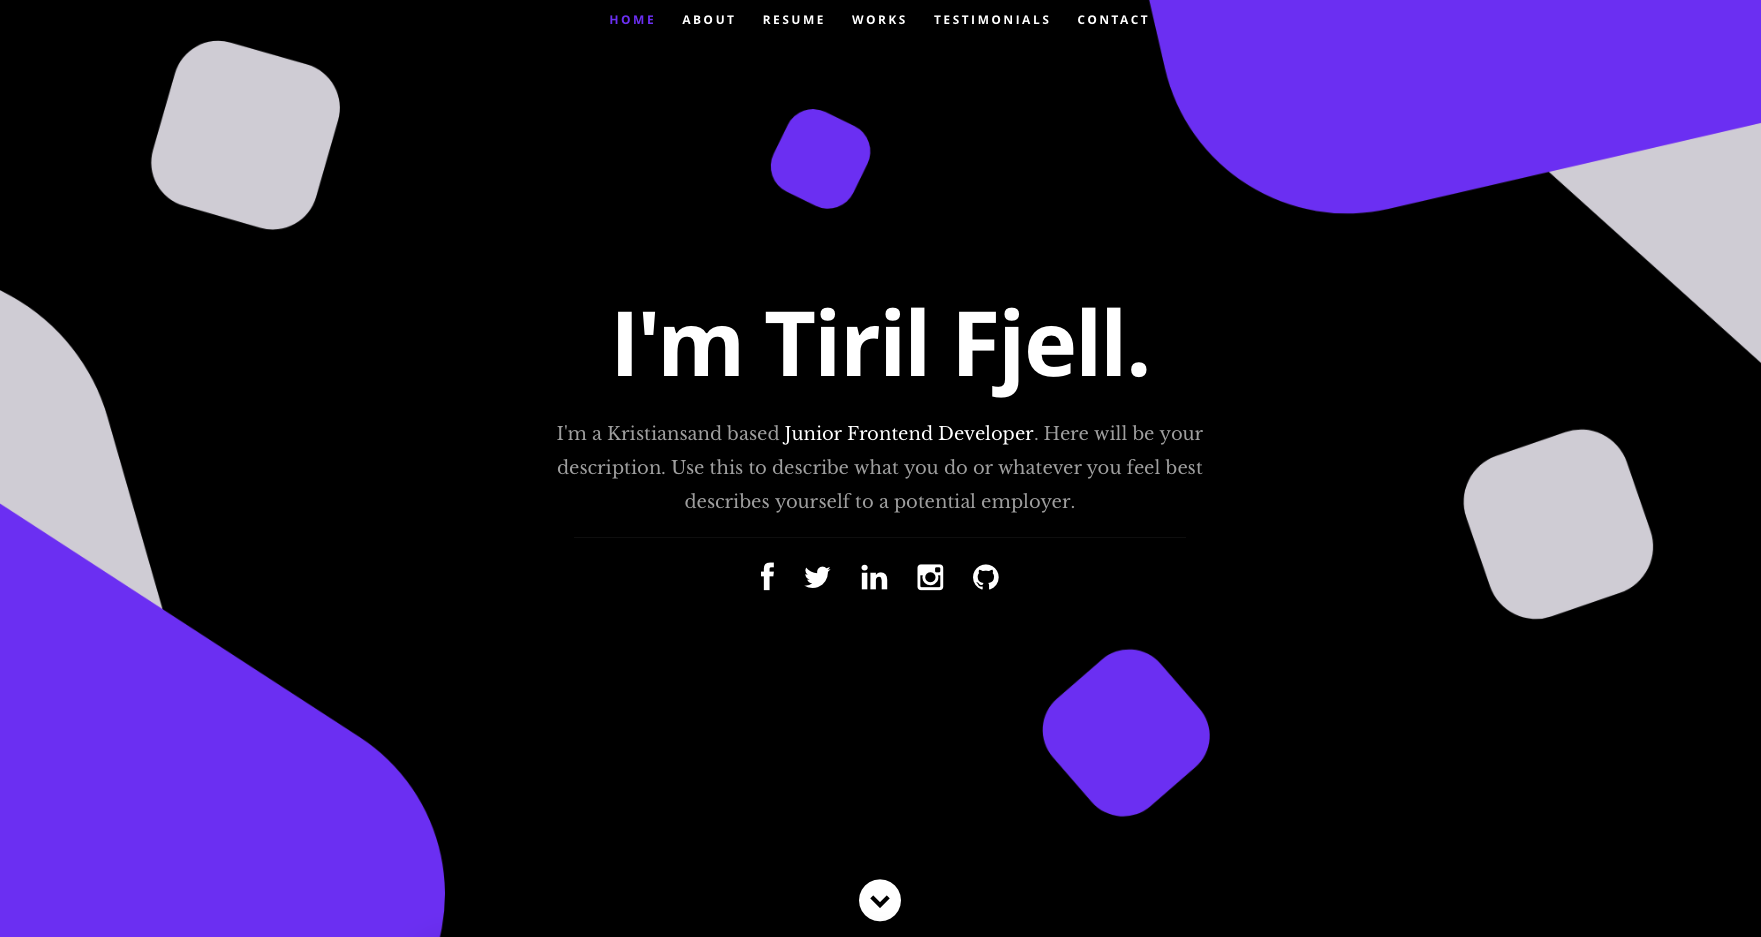 HOME ABOUT RESUME WORKS TESTIMONIALS CONTACT
I'm Tiril Fjell.
I'm a Kristiansand based Junior Frontend Developer. Here will be your
description. Use this to describe what you do or whatever you feel best
describes yourself to a potential employer.